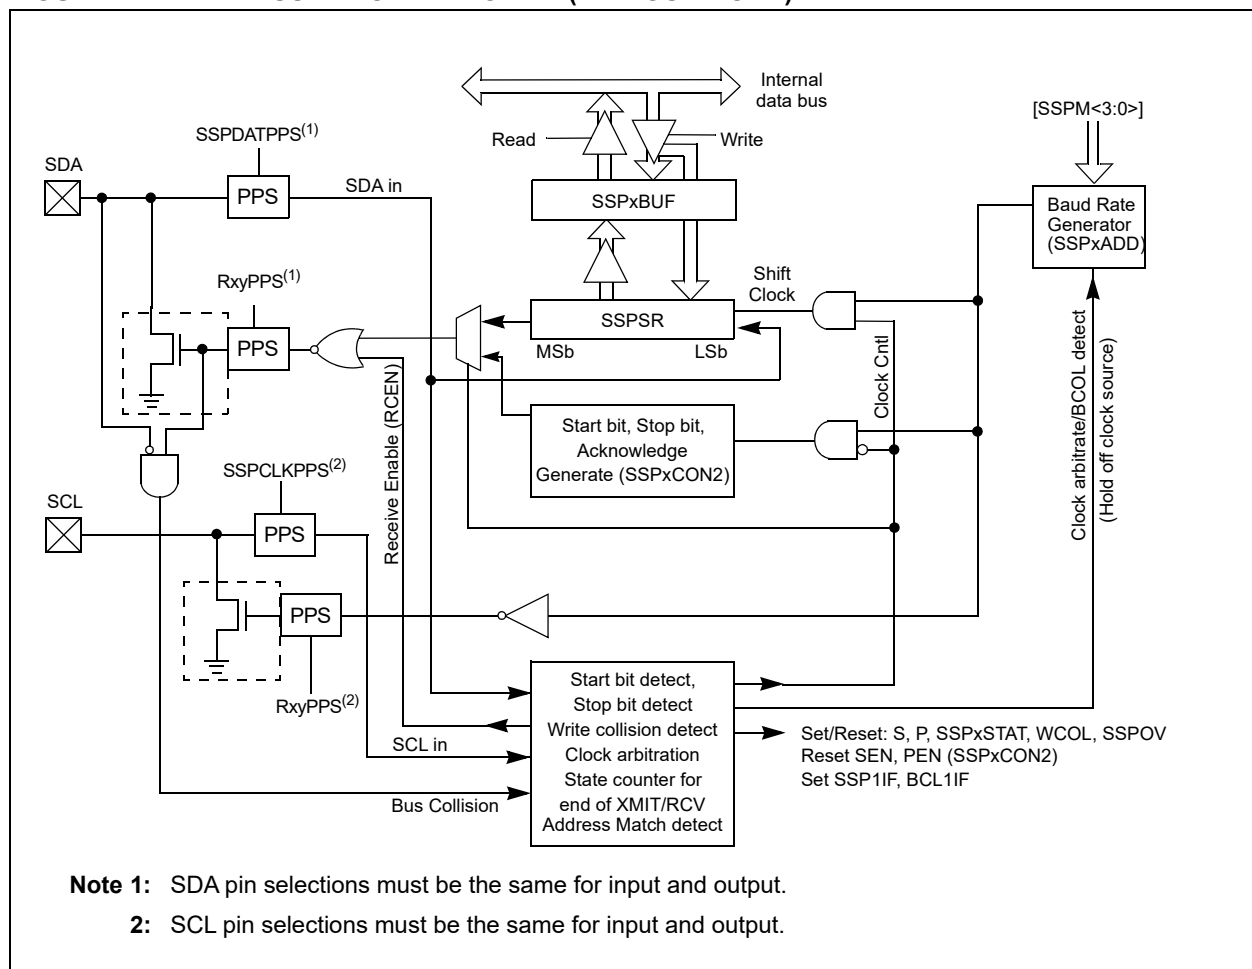 Internal
data bus
[SSPM<3:0>]
SSPDATPPS(1)
Read
Write
SDA
PPS
SDA in
SSPxBUF
Baud Rate
Generator
(SSPxADD)
RxyPPS(1)
Shift
Clock
PPS
SSPSR
MSb
LSb
Receive Enable (RCEN)
Clock Cntl
Clock arbitrate/BCOL detect
(Hold off clock source)
Start bit, Stop bit,
Acknowledge
Generate (SSPxCON2)
SSPCLKPPS(2)
SCL
PPS
PPS
RxyPPS(2)
SCL in
Bus Collision
Start bit detect,
Stop bit detect
Write collision detect
Clock arbitration
State counter for
end of XMIT/RCV
Address Match detect
Set/Reset: S, P, SSPxSTAT, WCOL, SSPOV
Reset SEN, PEN (SSPxCON2)
Set SSP1IF, BCL1IF
Note 1: SDA pin selections must be the same for input and output.
2: SCL pin selections must be the same for input and output.